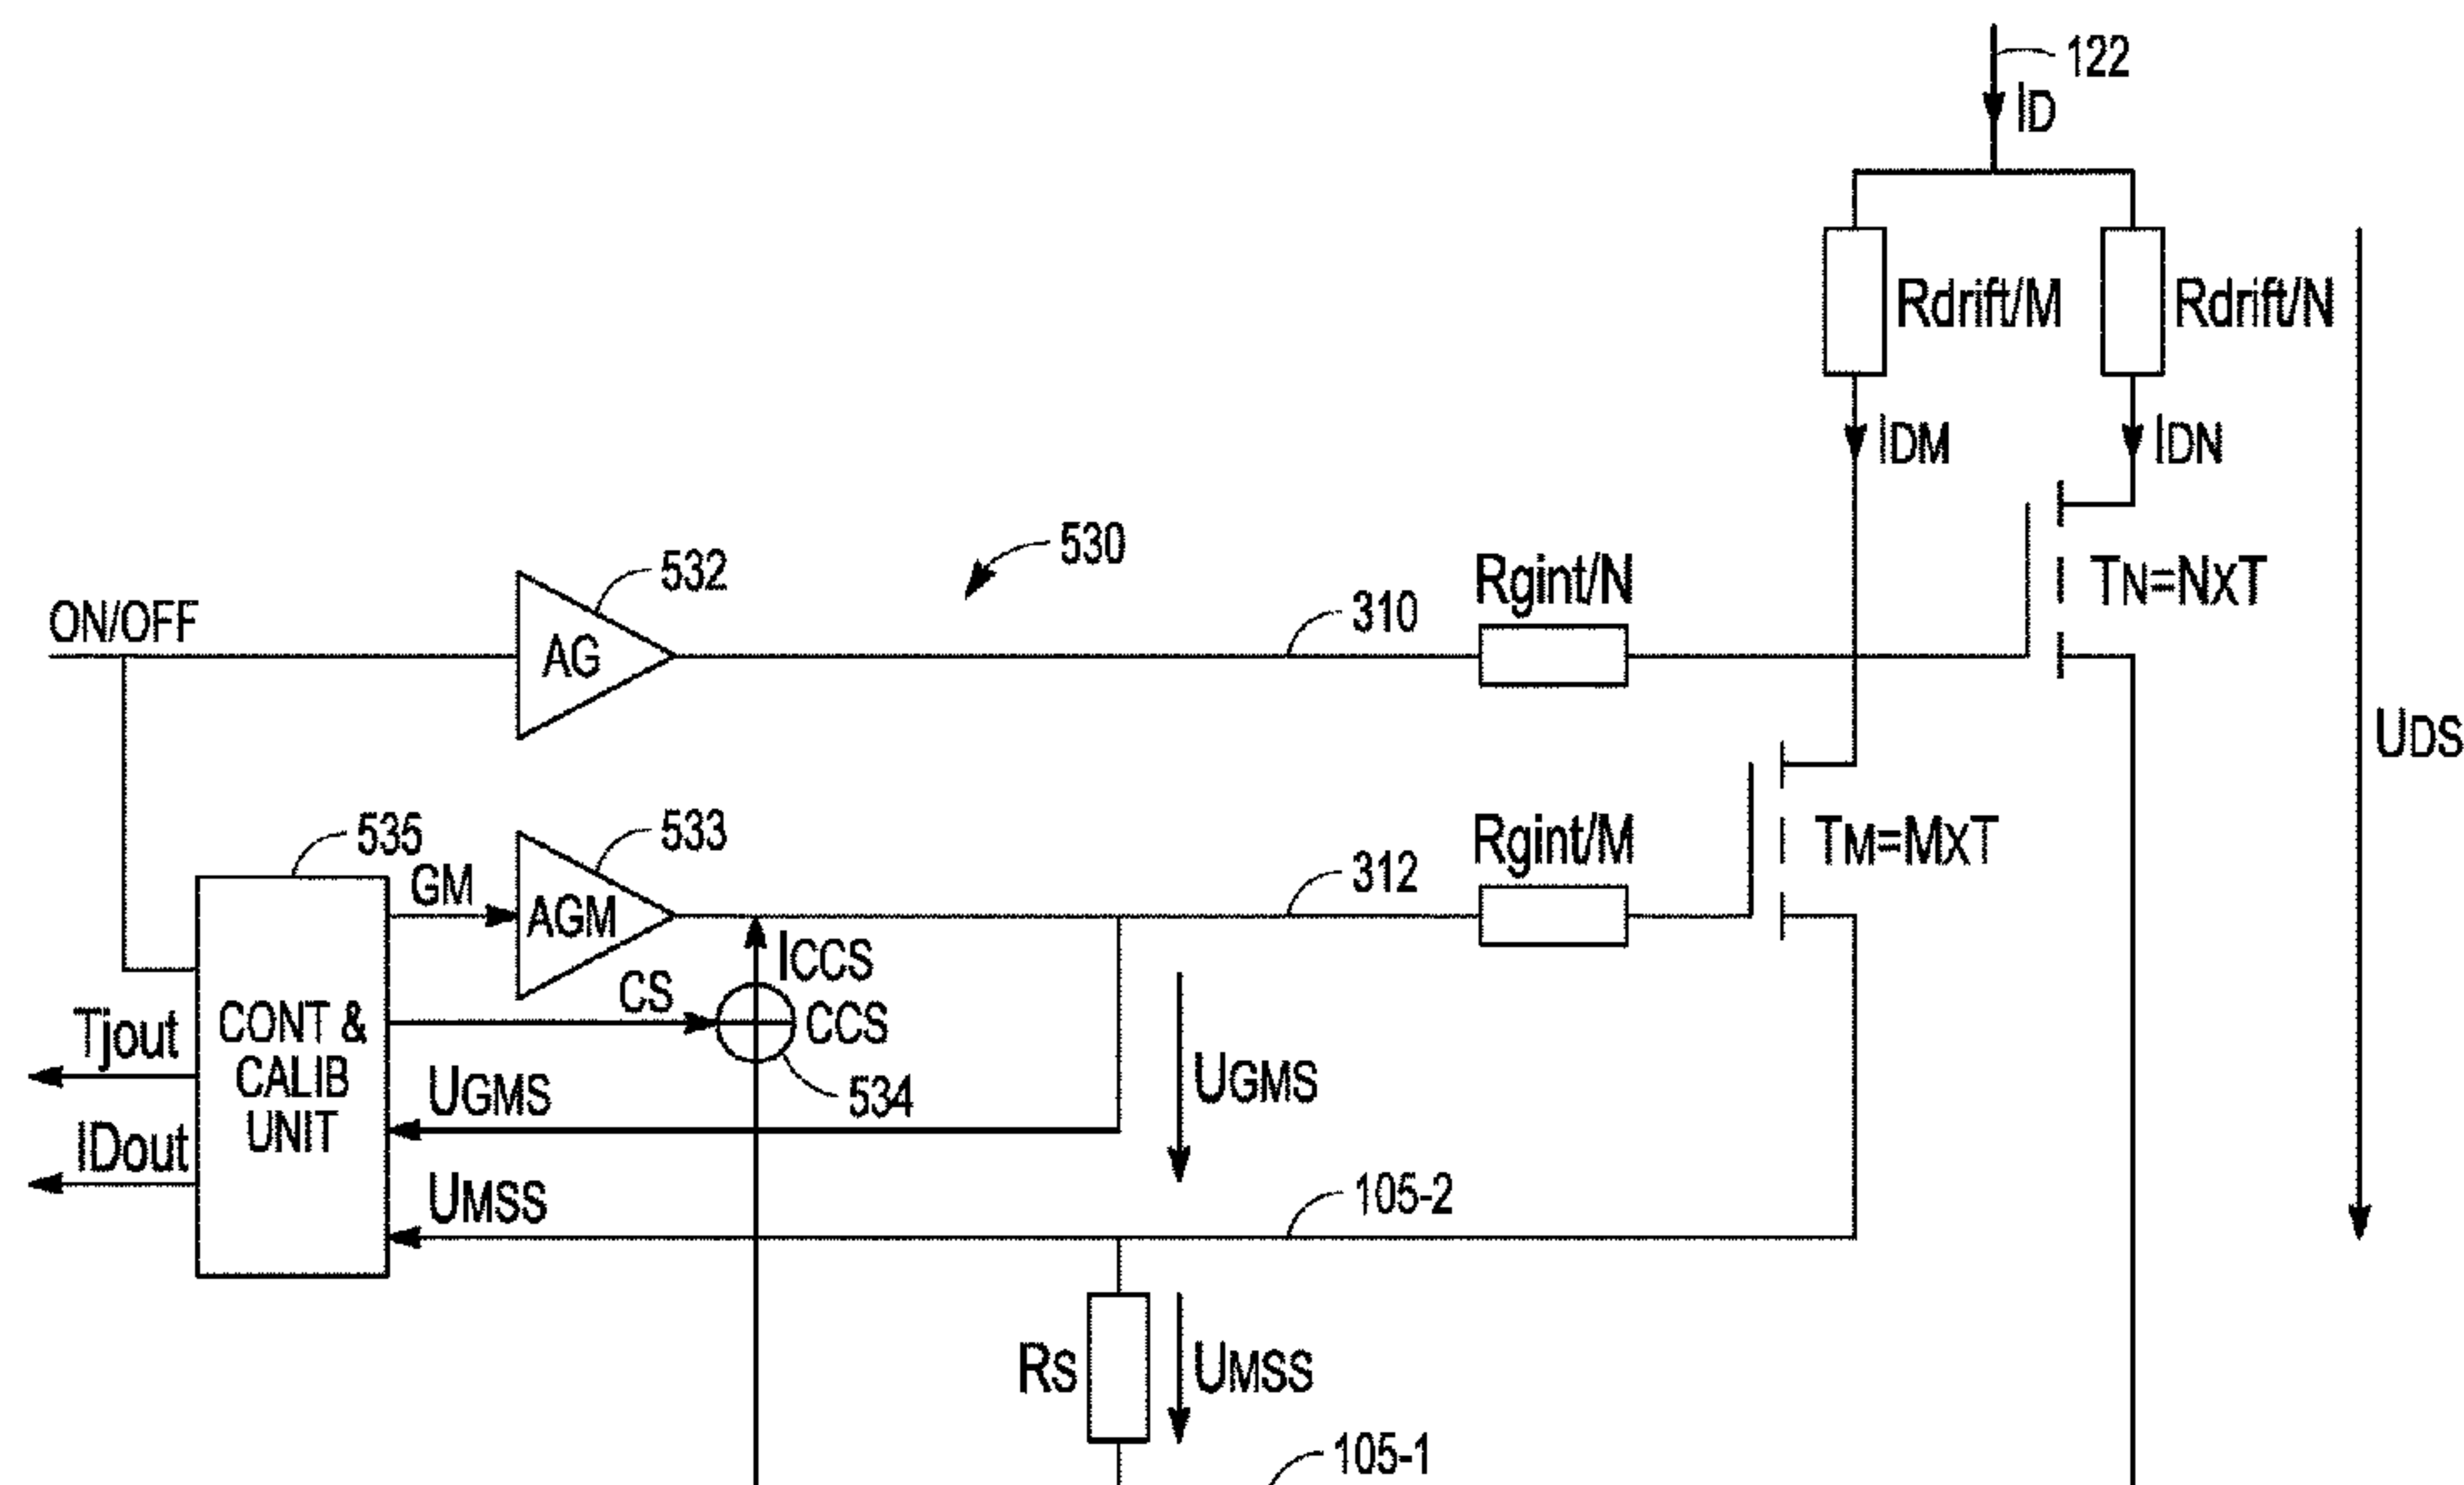 122
ID
Rdrift/M
Rdrift/N
IDM
IDN
530
532
Rgint/N
TN=NXT
310
ON/OFF
AG
UDS
533
535
Rgint/M
TM=MXT
GM
312
AGM
ICCS
CS
CCS
CONT &
CALIB
UNIT
Tjout
UGMS
534
UGMS
IDout
UMSS
105-2
RS
UMSS
105-1